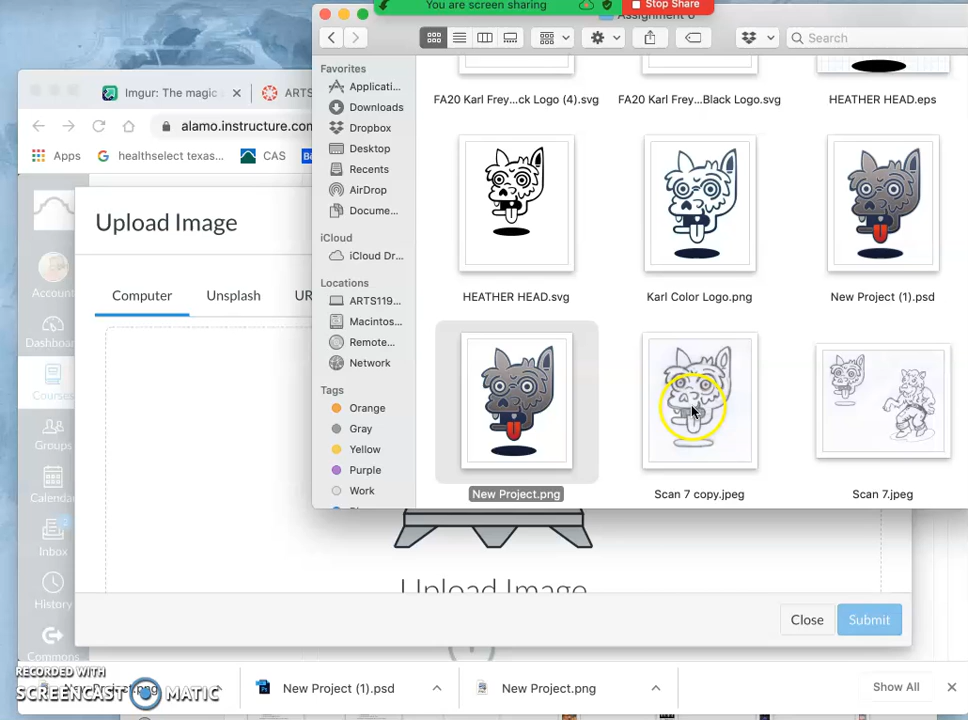 You are screen sharing
Stop Share
Assignment 6
Search
Imgur: The magic
ARTS
alamo.instructure.com
Apps
healthselect texas...
CAS
Upload Image
Computer
Unsplash
UR
Account
Dashboard
Courses
Groups
Calendar
Inbox
History
Commons
Favorites
Applicati...
Downloads
Dropbox
Desktop
Recents
AirDrop
Docume...
iCloud
iCloud Dr...
Locations
ARTS119...
Macintos...
Remote...
Network
Tags
Orange
Gray
Yellow
Purple
Work
FA20 Karl Frey...ck Logo (4).svg
FA20 Karl Frey...Black Logo.svg
HEATHER HEAD.eps
HEATHER HEAD.svg
Karl Color Logo.png
New Project (1).psd
New Project.png
Scan 7 copy.jpeg
Scan 7.jpeg
Upload Image
Close
Submit
RECORDED WITH
SCREENCAST MATIC
New Project (1).psd
New Project.png
Show All